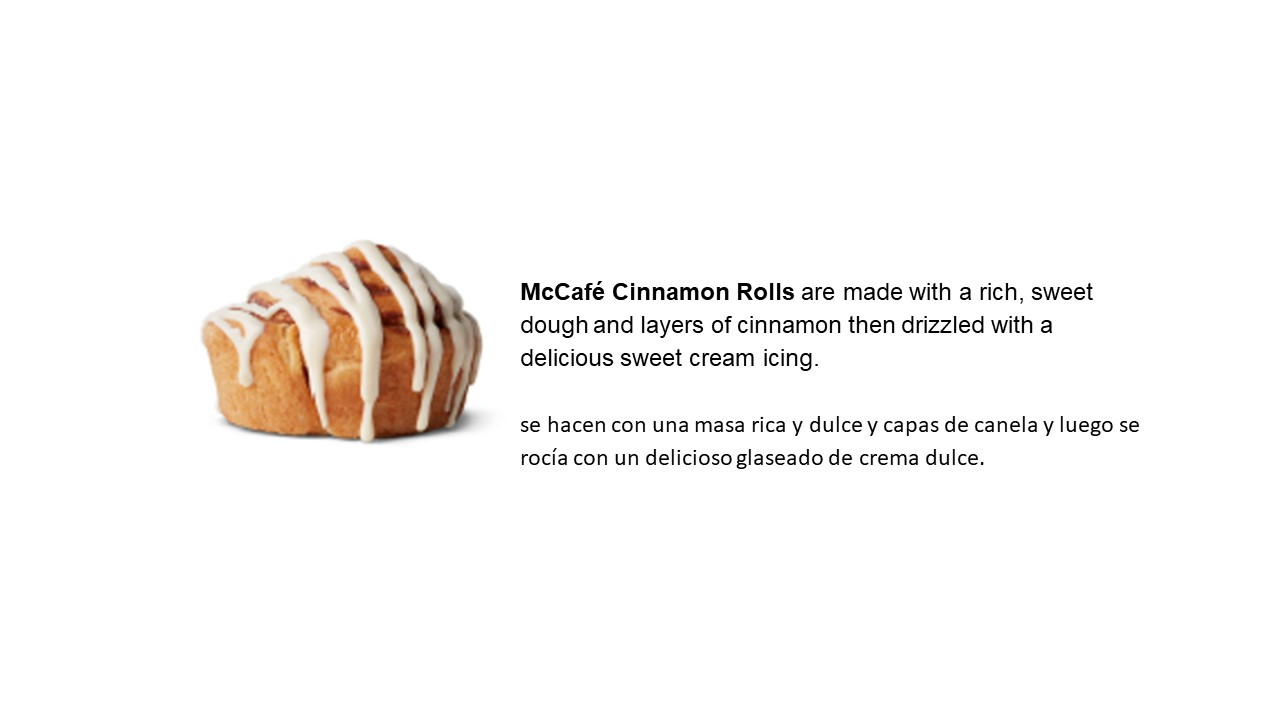 McCafé Cinnamon Rolls are made with a rich, sweet
dough and layers of cinnamon then drizzled with a
delicious sweet cream icing.
se hacen con una masa rica y dulce y capas de canela y luego se
rocía con un delicioso glaseado de crema dulce.